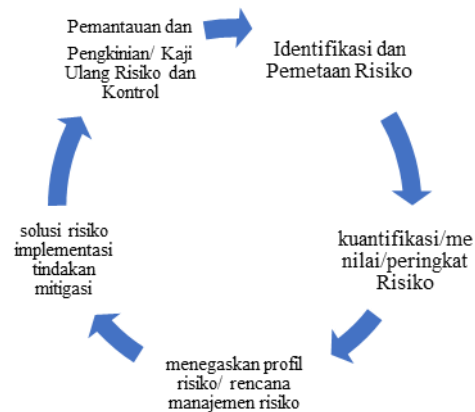 Pemantauan dan
Pengkinian/ Kaji
Ulang Risiko dan
Kontrol
Identifikasi dan
Pemetaan Risiko
kuantifikasi/me
nilai/peringkat
Risiko
menegaskan profil
risiko/ rencana
manajemen risiko
solusi risiko
implementasi
tindakan
mitigasi